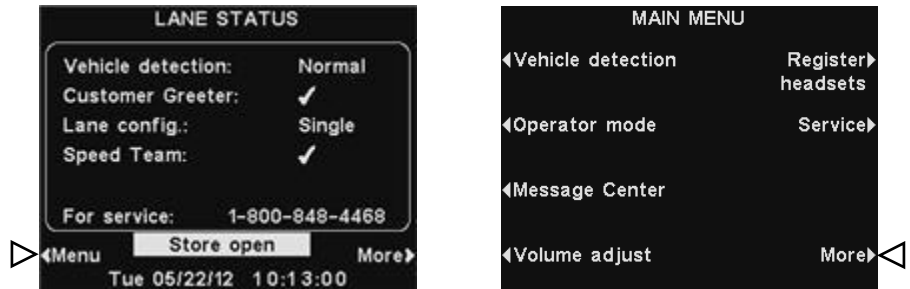 LANE STATUS
Vehicle detection: Normal
Customer Greeter: ✓
Lane config.: Single
Speed Team: ✓
For service: 1-800-848-4468
Store open
Menu More
Tue 05/22/12 10:13:00
MAIN MENU
Vehicle detection Register
headsets
Operator mode Service
Message Center
Volume adjust More